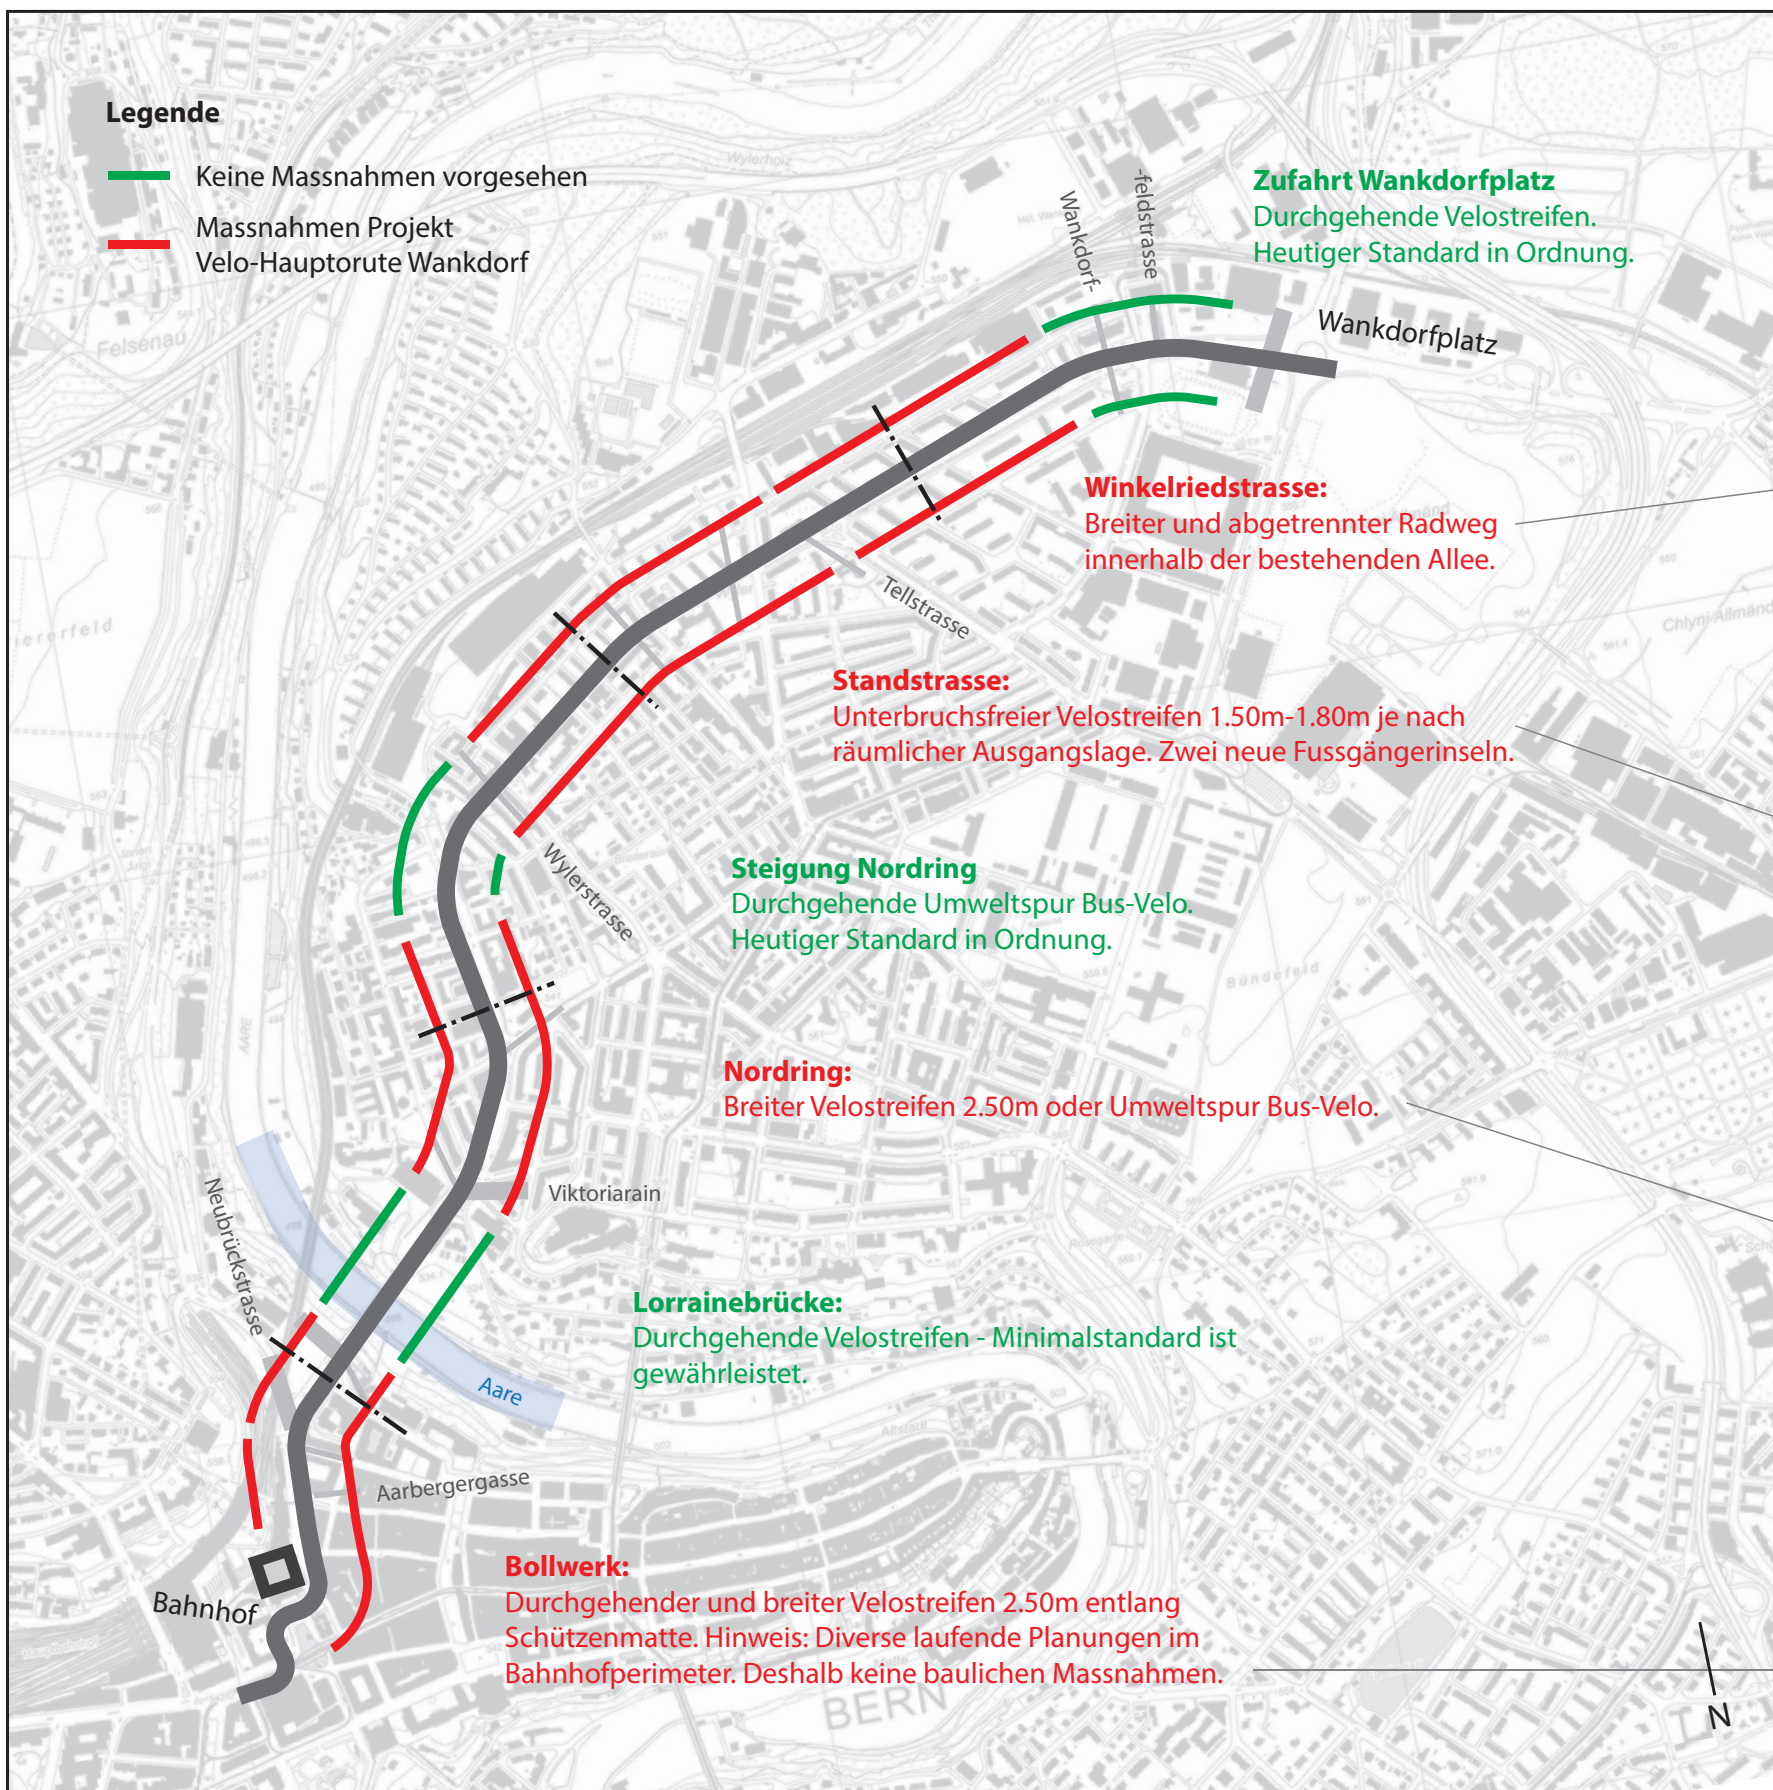 Legende
Keine Massnahmen vorgesehen
Massnahmen Projekt
Velo-Hauptorute Wankdorf
Zufahrt Wankdorfplatz
Durchgehende Velostreifen.
Heutiger Standard in Ordnung.
Wankdorf-
-feldstrasse
Wankdorfplatz
Wylerholz
Felsenau
Winkelriedstrasse:
Breiter und abgetrennter Radweg
innerhalb der bestehenden Allee.
Tellstrasse
Chlyni Allmänd
Standstrasse:
Unterbruchsfreier Velostreifen 1.50m-1.80m je nach
räumlicher Ausgangslage. Zwei neue Fussgängerinseln.
Wylerstrasse
Breitenrain
Steigung Nordring
Durchgehende Umweltspur Bus-Velo.
Heutiger Standard in Ordnung.
Bündefeld
AARE
Nordring:
Breiter Velostreifen 2.50m oder Umweltspur Bus-Velo.
Viktoriarain
Neubrückstrasse
Lorrainebrücke:
Durchgehende Velostreifen - Minimalstandard ist
gewährleistet.
Aare
Altstadt
Aarbergergasse
Bahnhof
Bollwerk:
Durchgehender und breiter Velostreifen 2.50m entlang
Schützenmatte. Hinweis: Diverse laufende Planungen im
Bahnhofperimeter. Deshalb keine baulichen Massnahmen.
BERN
N